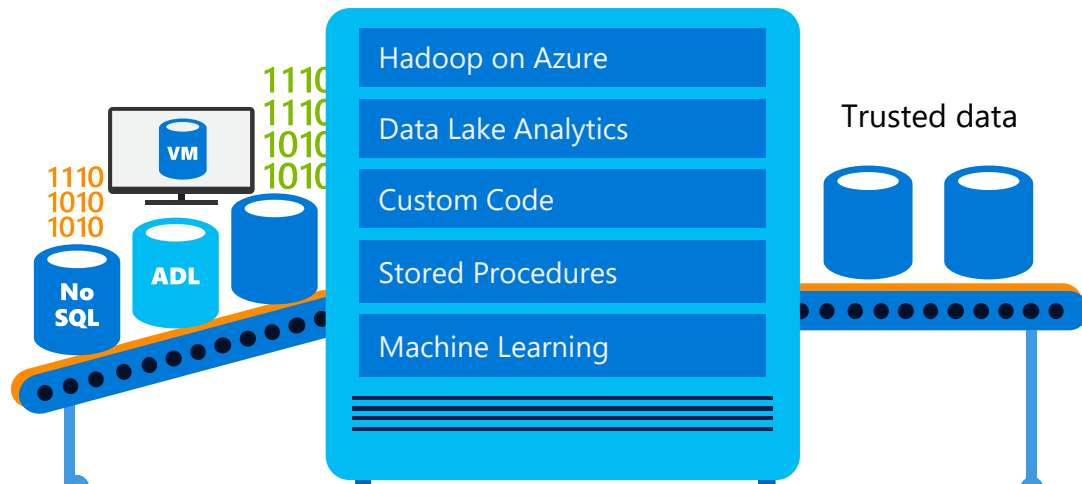 1110
1010
1010
No
SQL
VM
ADL
1110
1110
1010
1010
Hadoop on Azure
Data Lake Analytics
Custom Code
Stored Procedures
Machine Learning
Trusted data